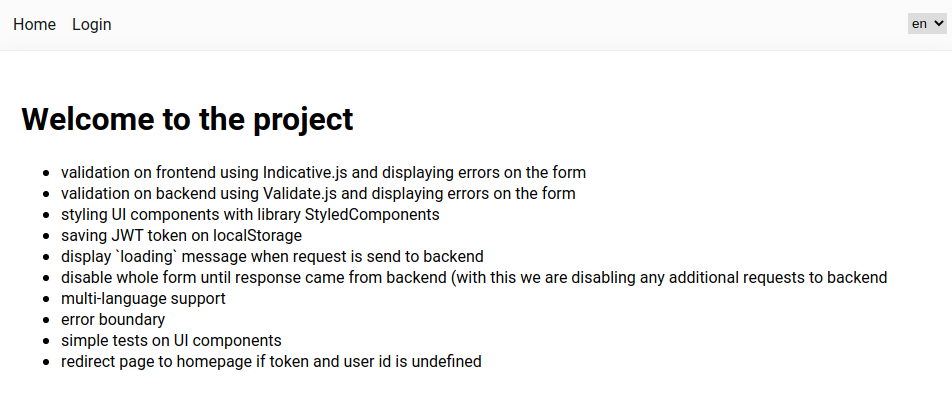 Home Login en
Welcome to the project
validation on frontend using Indicative.js and displaying errors on the form
validation on backend using Validate.js and displaying errors on the form
styling UI components with library StyledComponents
saving JWT token on localStorage
display `loading` message when request is send to backend
disable whole form until response came from backend (with this we are disabling any additional requests to backend
multi-language support
error boundary
simple tests on UI components
redirect page to homepage if token and user id is undefined